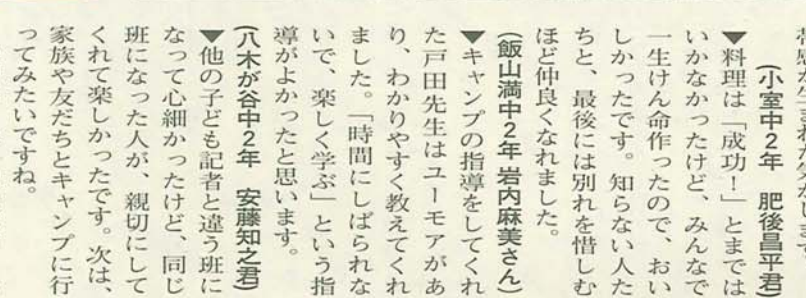 (小室中2年　肥後昌平君)
▼料理は「成功!」とまでは
いかなかったけど、みんなで
一生けん命作ったので、おい
しかったです。知らない人た
ちと、最後には別れを惜しむ
ほど仲良くなれました。
(飯山満中2年 岩内麻美さん)
▼キャンプの指導をしてくれ
た戸田先生はユーモアがあ
り、わかりやすく教えてくれ
ました。「時間にしばられな
いで、楽しく学ぶ」という指
導がよかったと思います。
(八木が谷中2年　安藤知之君)
▼他の子ども記者と違う班に
なって心細かったけど、同じ
班になった人が、親切にして
くれて楽しかったです。次は、
家族や友だちとキャンプに行
ってみたいですね。